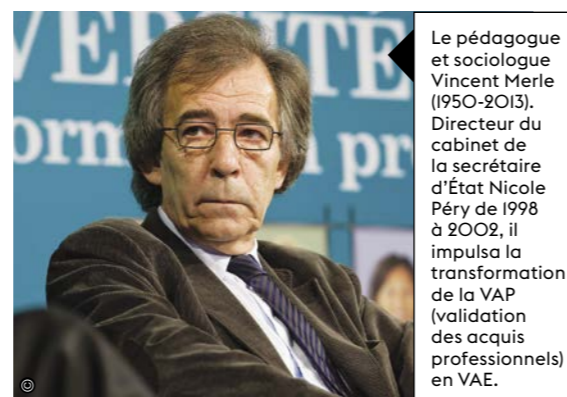 VERSITÉ
orm
pr
©
Le pédagogue
et sociologue
Vincent Merle
(1950-2013).
Directeur du
cabinet de
la secrétaire
d’État Nicole
Péry de 1998
à 2002, il
impulsa la
transformation
de la VAP
(validation
des acquis
professionnels)
en VAE.